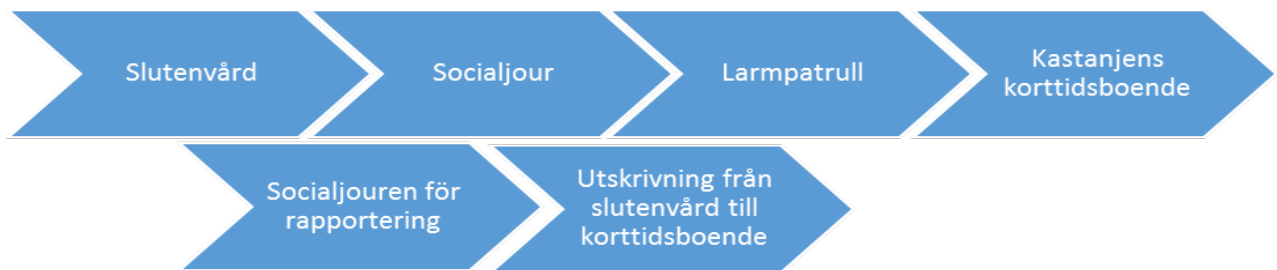 Slutenvård
Socialjour
Larmpatrull
Kastanjens
korttidsboende
Socialjouren för
rapportering
Utskrivning från
slutenvård till
korttidsboende